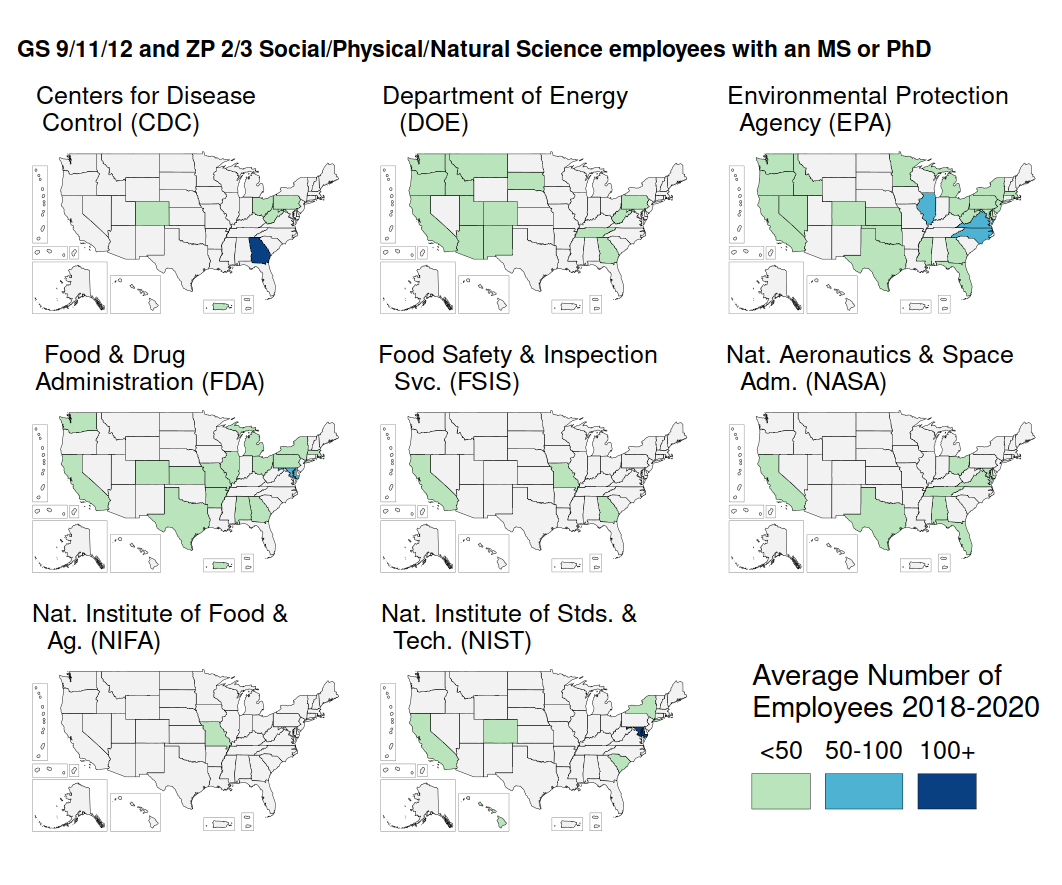 GS 9/11/12 and ZP 2/3 Social/Physical/Natural Science employees with an MS or PhD
Centers for Disease
Control (CDC)
Department of Energy
(DOE)
Environmental Protection
Agency (EPA)
Food & Drug
Administration (FDA)
Food Safety & Inspection
Svc. (FSIS)
Nat. Aeronautics & Space
Adm. (NASA)
Nat. Institute of Food &
Ag. (NIFA)
Nat. Institute of Stds. &
Tech. (NIST)
Average Number of
Employees 2018-2020
<50 50-100 100+